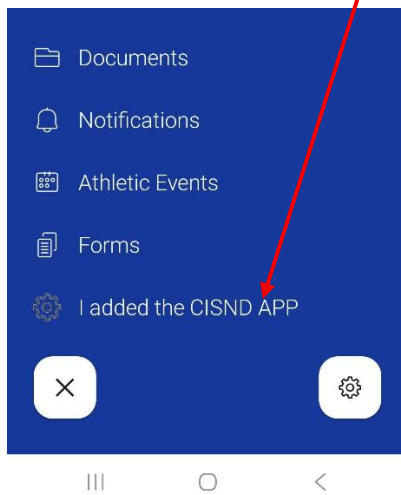 Documents
Notifications
Athletic Events
Forms
I added the CISND APP